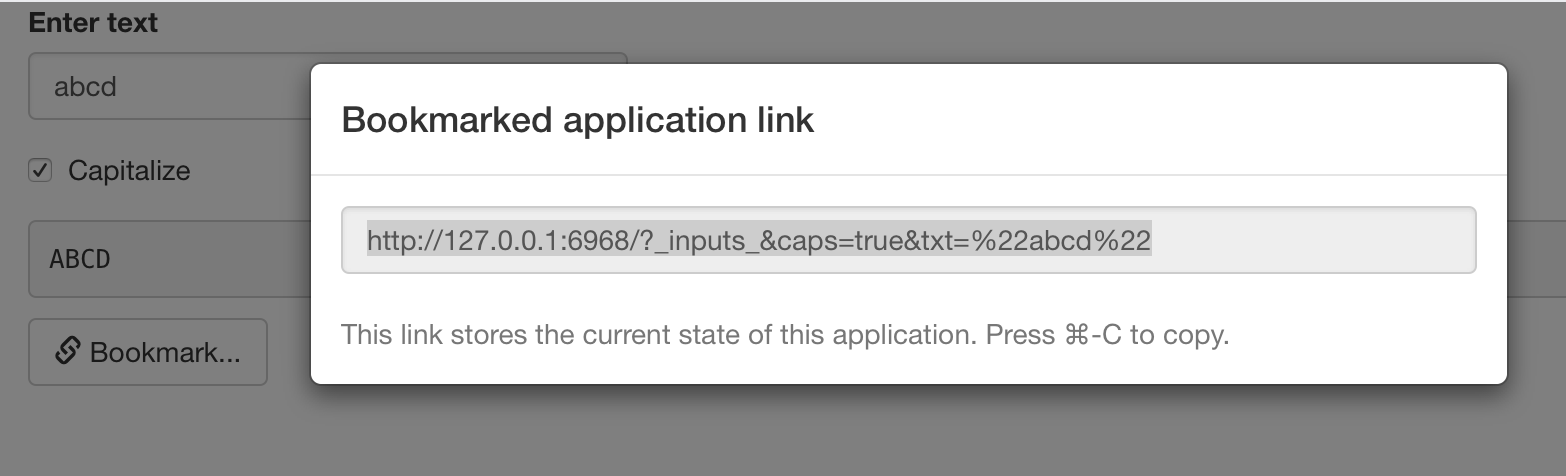 Enter text
abcd
Capitalize
ABCD
Bookmark...
Bookmarked application link
http://127.0.0.1:6968/?_inputs_&caps=true&txt=%22abcd%22
This link stores the current state of this application. Press ⌘-C to copy.